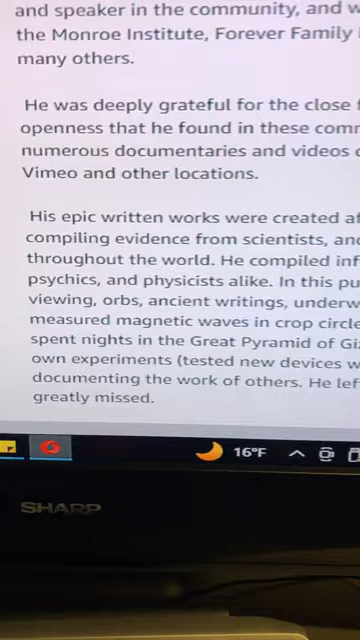 and speaker in the community, and w
the Monroe Institute, Forever Family
many others.
He was deeply grateful for the close
openness that he found in these com
numerous documentaries and videos
Vimeo and other locations.
His epic written works were created af
compiling evidence from scientists, and
throughout the world. He compiled inf
psychics, and physicists alike. In this pu
viewing, orbs, ancient writings, underw
measured magnetic waves in crop circle
spent nights in the Great Pyramid of Gi
own experiments (tested new devices w
documenting the work of others. He lef
greatly missed.
16°F
SHARP